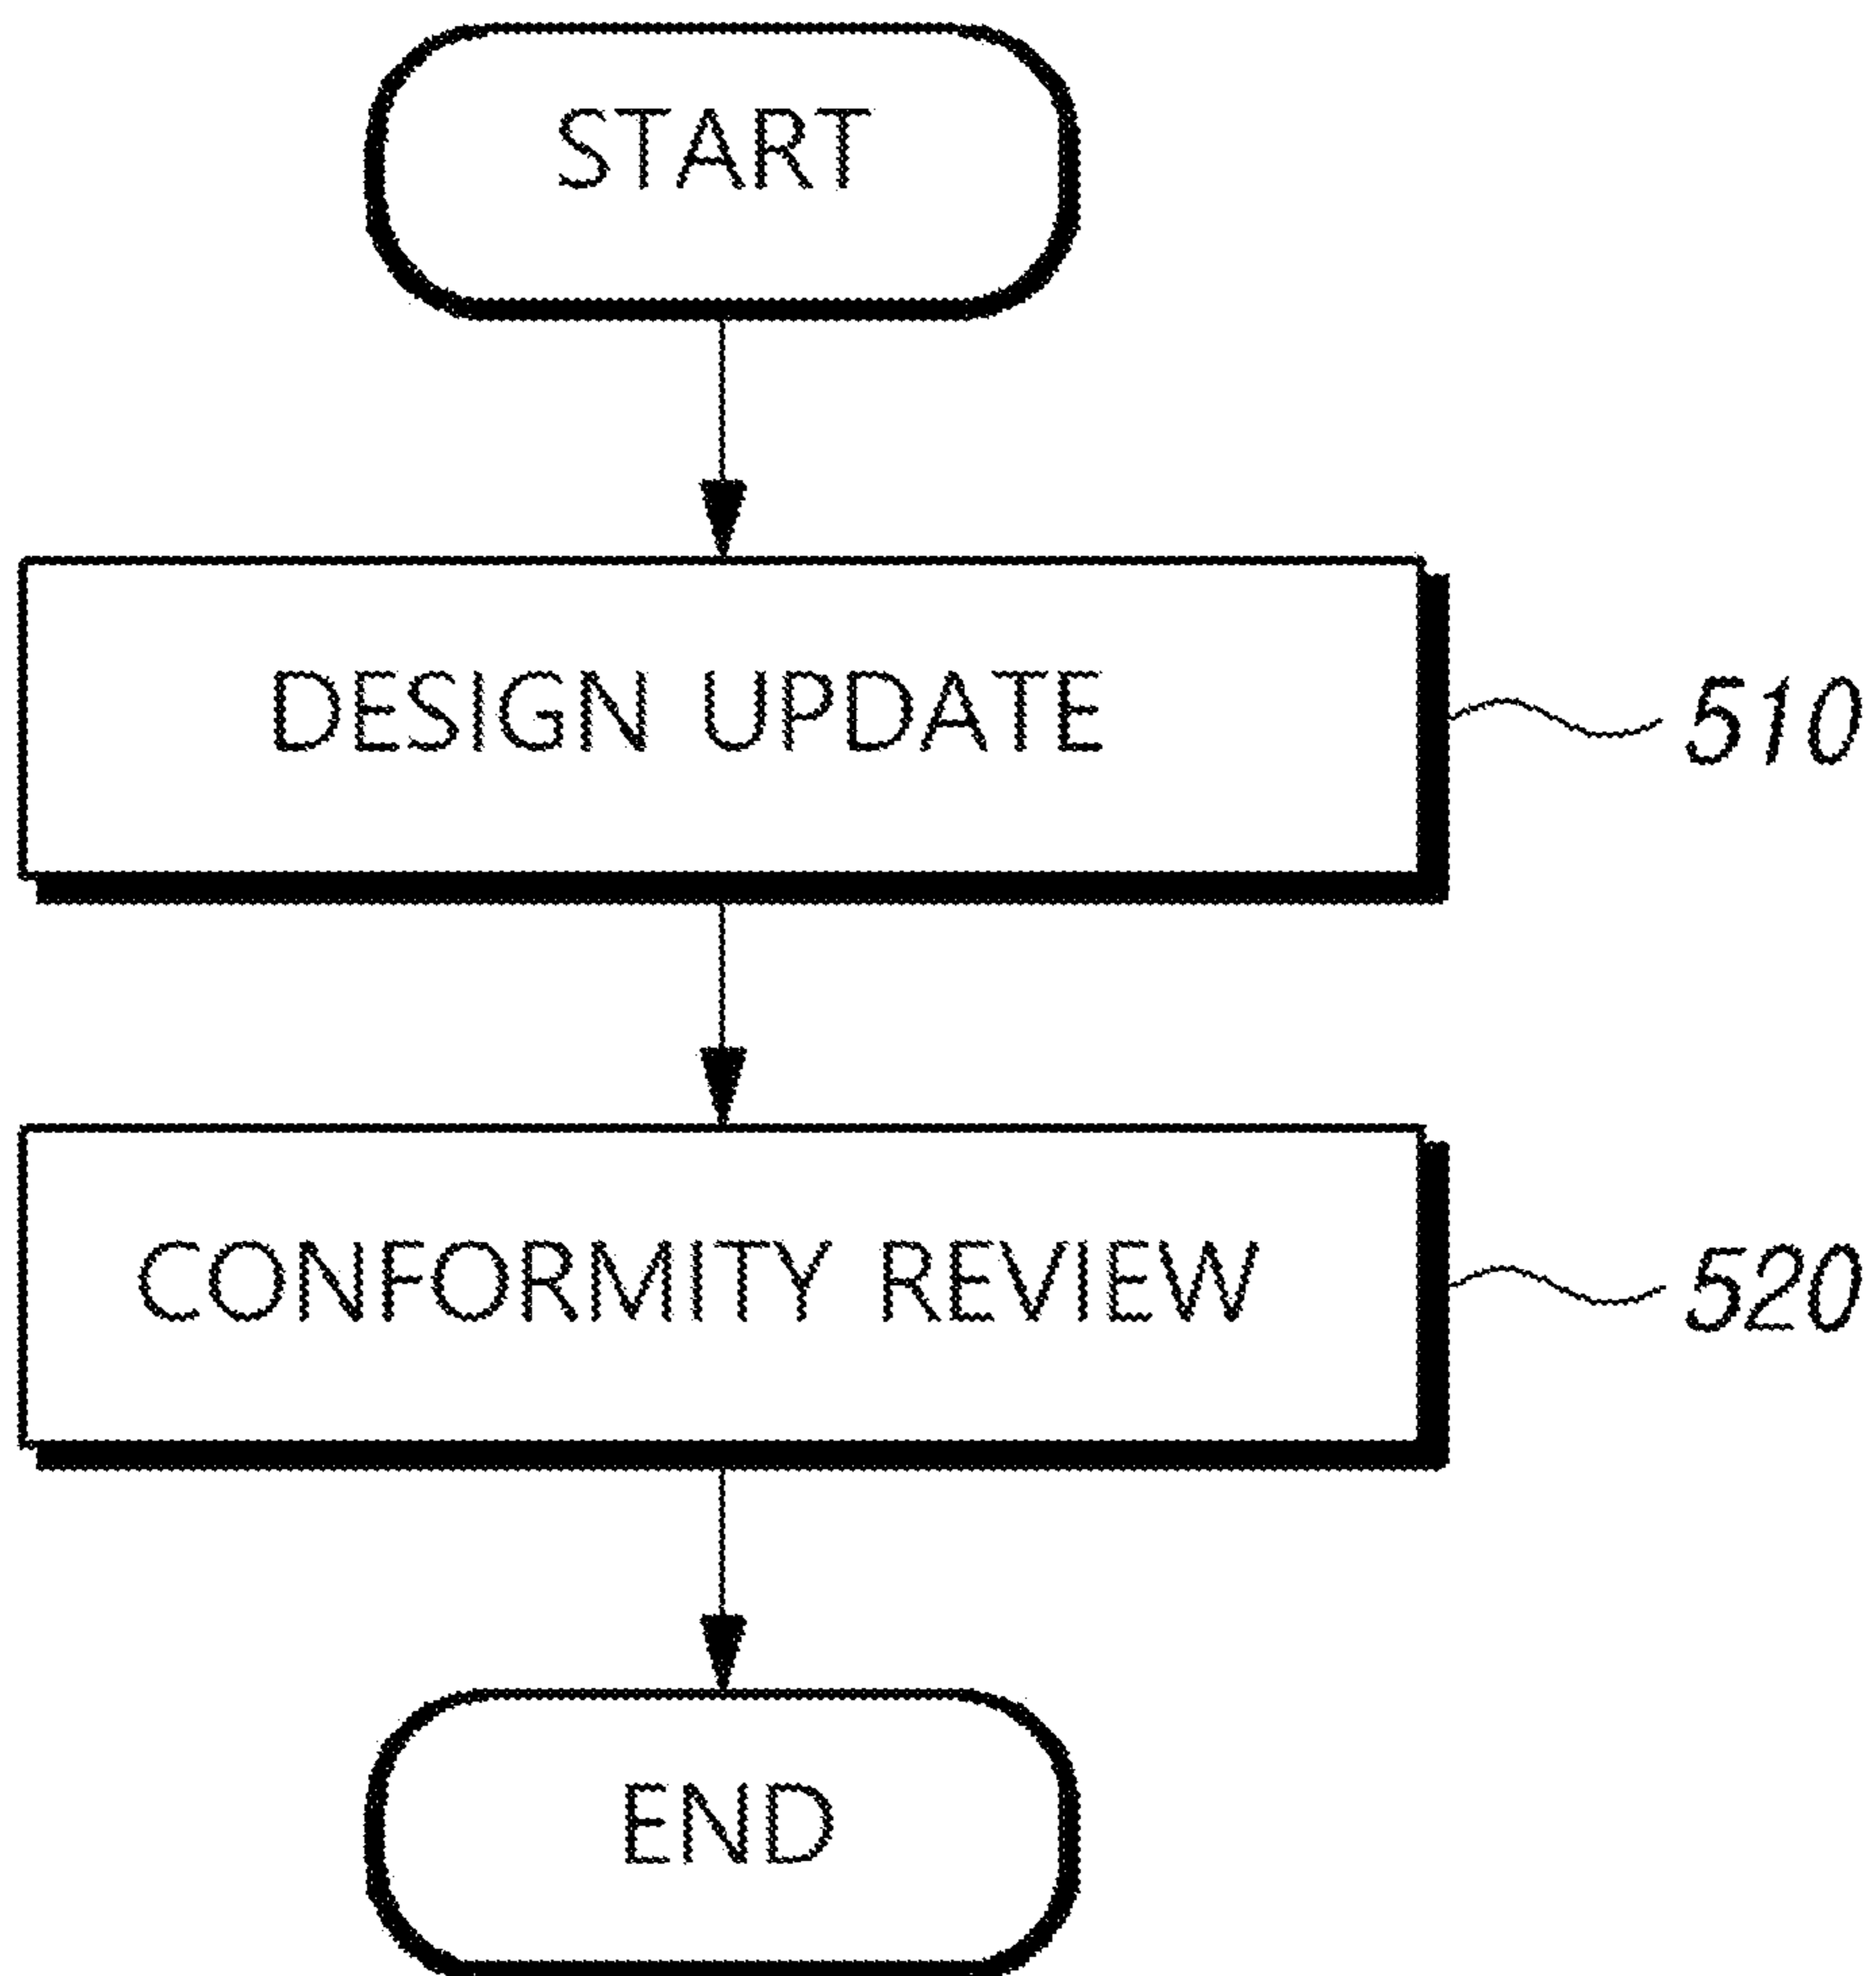 START
DESIGN UPDATE
510
CONFORMITY REVIEW
520
END